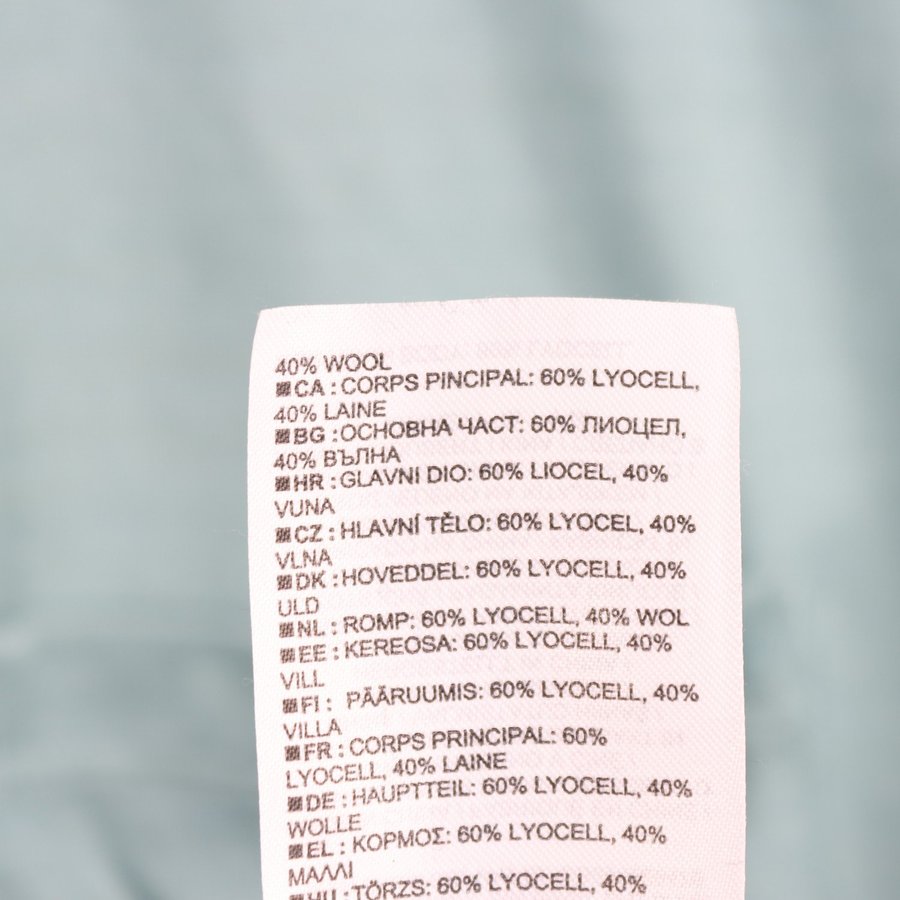 40% WOOL
CA : CORPS PINCIPAL: 60% LYOCELL,
40% LAINE
BG : ОСНОВНА ЧАСТ: 60% ЛИОЦЕЛ,
40% ВЪЛНА
HR : GLAVNI DIO: 60% LIOCEL, 40%
VUNA
CZ : HLAVNÍ TĚLO: 60% LYOCEL, 40%
VLNA
DK : HOVEDDEL: 60% LYOCELL, 40%
ULD
NL : ROMP: 60% LYOCELL, 40% WOL
EE : KEREOSA: 60% LYOCELL, 40%
VILL
FI : PÄÄRUUMIS: 60% LYOCELL, 40%
VILLA
FR : CORPS PRINCIPAL: 60%
LYOCELL, 40% LAINE
DE : HAUPTTEIL: 60% LYOCELL, 40%
WOLLE
EL : ΚΟΡΜΟΣ: 60% LYOCELL, 40%
ΜΑΛΛΙ
HU : TÖRZS: 60% LYOCELL, 40%